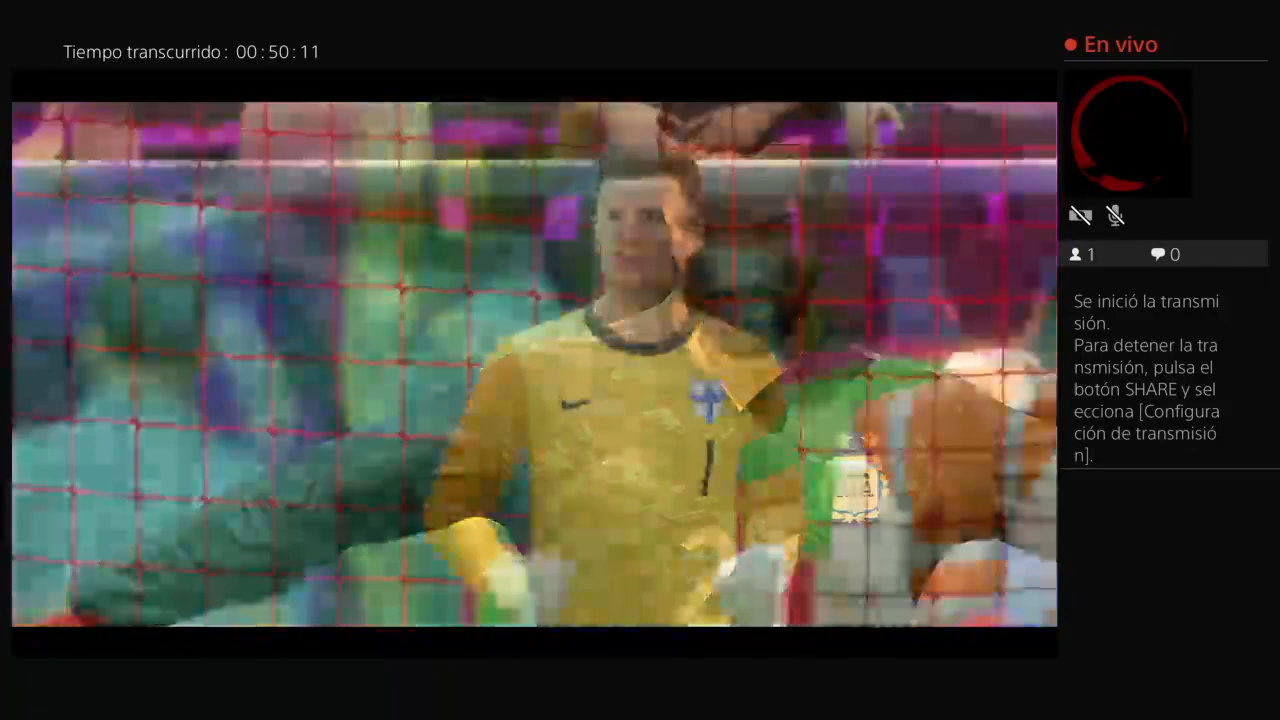 Tiempo transcurrido: 00:50:11
En vivo
1
0
Se inició la transmi
sión.
Para detener la tra
nsmisión, pulsa el
botón SHARE y sel
ecciona [Configura
ción de transmisió
n].
1